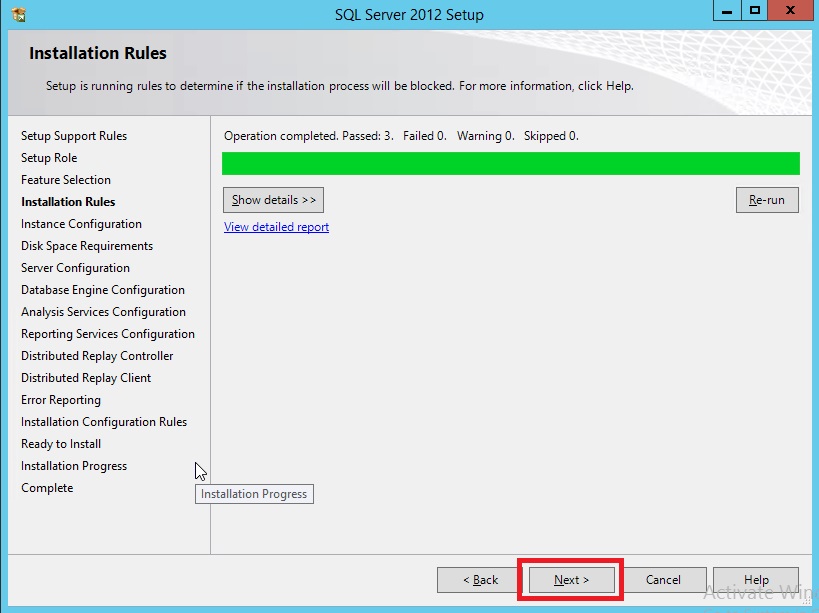 SQL Server 2012 Setup
Installation Rules
Setup is running rules to determine if the installation process will be blocked. For more information, click Help.
Setup Support Rules
Setup Role
Feature Selection
Installation Rules
Instance Configuration
Disk Space Requirements
Server Configuration
Database Engine Configuration
Analysis Services Configuration
Reporting Services Configuration
Distributed Replay Controller
Distributed Replay Client
Error Reporting
Installation Configuration Rules
Ready to Install
Installation Progress
Complete
Installation Progress
Operation completed. Passed: 3. Failed 0. Warning 0. Skipped 0.
Show details >>
Re-run
View detailed report
< Back
Next >
Cancel
Help
Activate Win